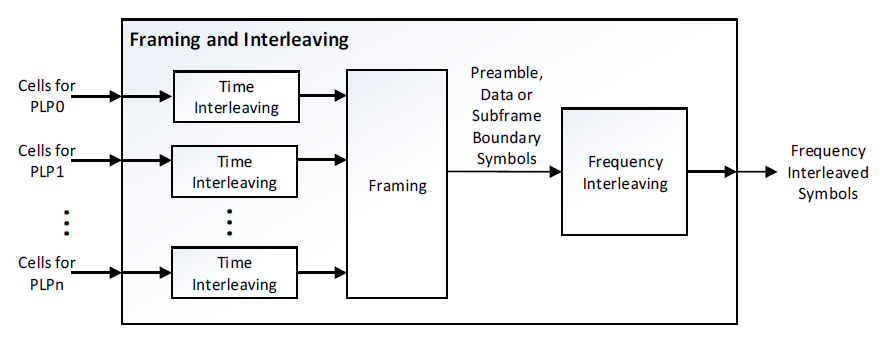 Framing and Interleaving
Cells for
PLP0
Time
Interleaving
Cells for
PLP1
Time
Interleaving
Cells for
PLPn
Time
Interleaving
Framing
Preamble,
Data or
Subframe
Boundary
Symbols
Frequency
Interleaving
Frequency
Interleaved
Symbols